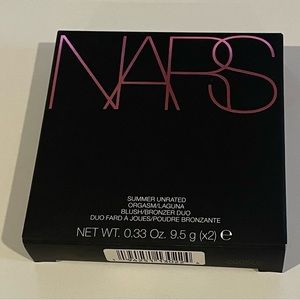 NARS
SUMMER UNRATED
ORGASM/LAGUNA
BLUSH/BRONZER DUO
DUO FARD À JOUES/POUDRE BRONZANTE
NET WT. 0.33 Oz. 9.5 g (x2) ℮